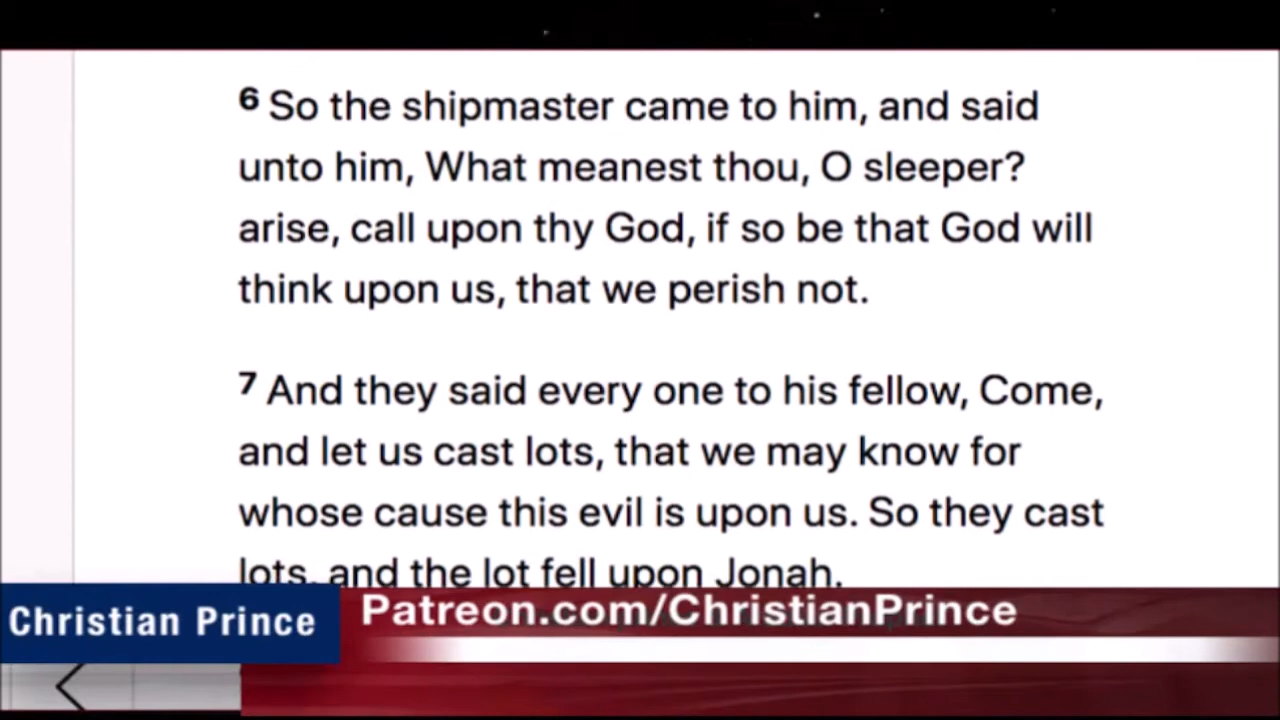 6 So the shipmaster came to him, and said
unto him, What meanest thou, O sleeper?
arise, call upon thy God, if so be that God will
think upon us, that we perish not.
7 And they said every one to his fellow, Come,
and let us cast lots, that we may know for
whose cause this evil is upon us. So they cast
lots, and the lot fell upon Jonah.
Christian Prince
Patreon.com/ChristianPrince